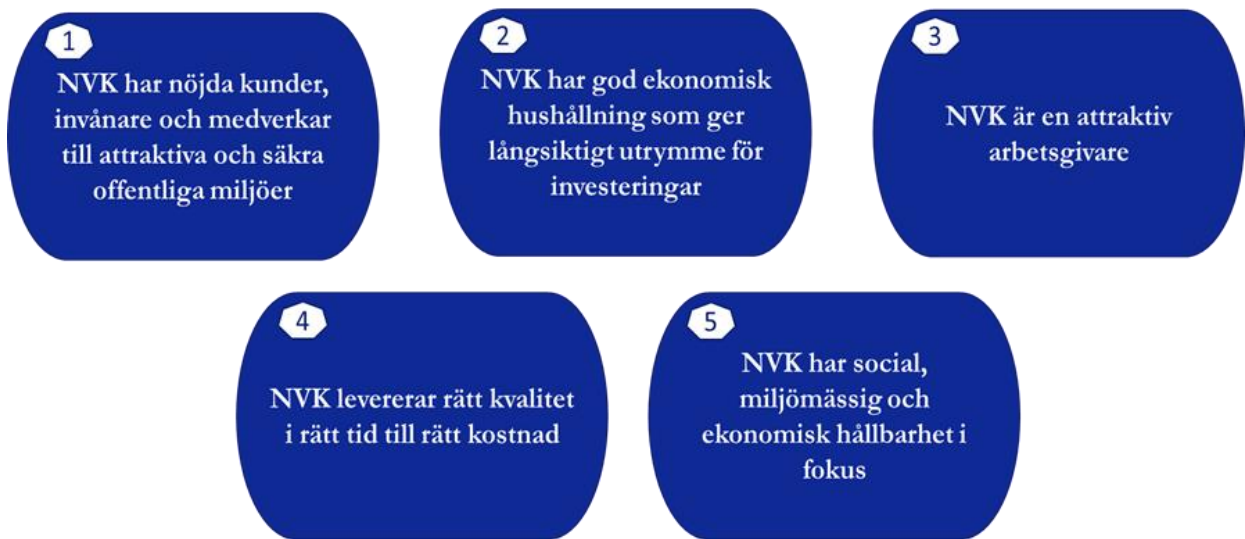 1
NVK har nöjda kunder,
invånare och medverkar
till attraktiva och säkra
offentliga miljöer
2
NVK har god ekonomisk
hushållning som ger
långsiktigt utrymme för
investeringar
3
NVK är en attraktiv
arbetsgivare
4
NVK levererar rätt kvalitet
i rätt tid till rätt kostnad
5
NVK har social,
miljömässig och
ekonomisk hållbarhet i
fokus